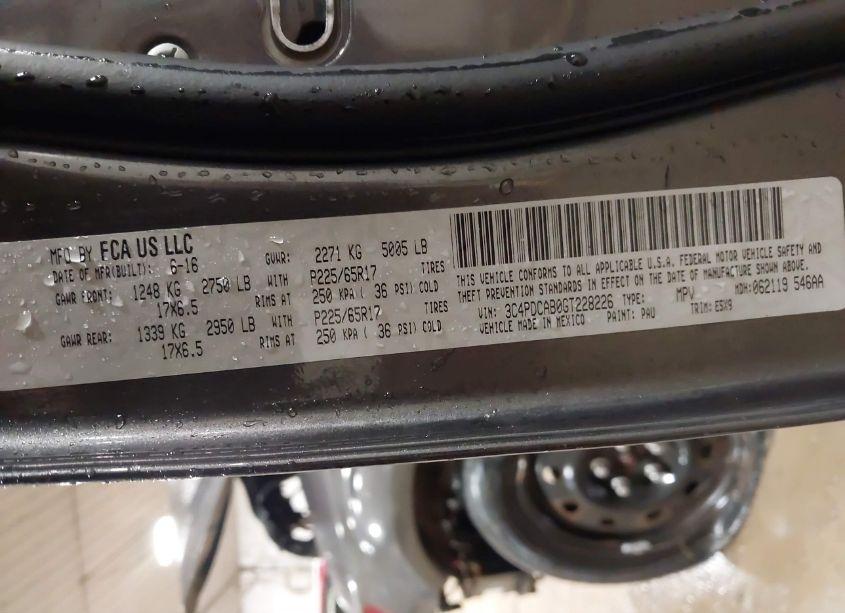 MFD BY FCA US LLC
DATE OF MFR(BUILT): 6-16 GVWR: 2271 KG 5005 LB
GAWR FRONT: 1248 KG 2750 LB WITH P225/65R17 TIRES
17X6.5 RIMS AT 250 KPA ( 36 PSI) COLD
GAWR REAR: 1339 KG 2950 LB WITH P225/65R17 TIRES
17X6.5 RIMS AT 250 KPA ( 36 PSI) COLD
THIS VEHICLE CONFORMS TO ALL APPLICABLE U.S.A. FEDERAL MOTOR VEHICLE SAFETY AND
THEFT PREVENTION STANDARDS IN EFFECT ON THE DATE OF MANUFACTURE SHOWN ABOVE.
VIN: 3C4PDCAB0GT228226 TYPE: MPV MDH: 062119 546AA
VEHICLE MADE IN MEXICO PAINT: PAU TRIM: E5X9